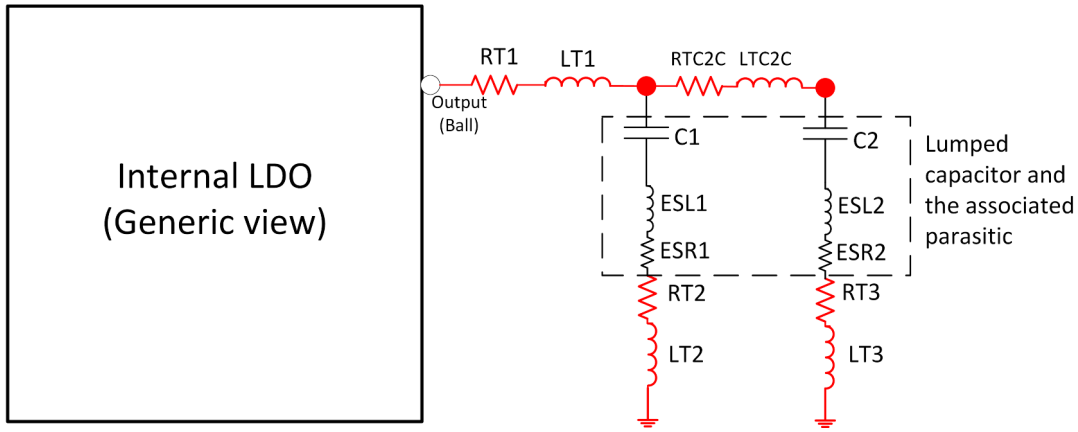 RT1
LT1
RTC2C
LTC2C
Output
(Ball)
C1
C2
Internal LDO
(Generic view)
ESL1
ESL2
ESR1
ESR2
RT2
RT3
LT2
LT3
Lumped
capacitor and
the associated
parasitic